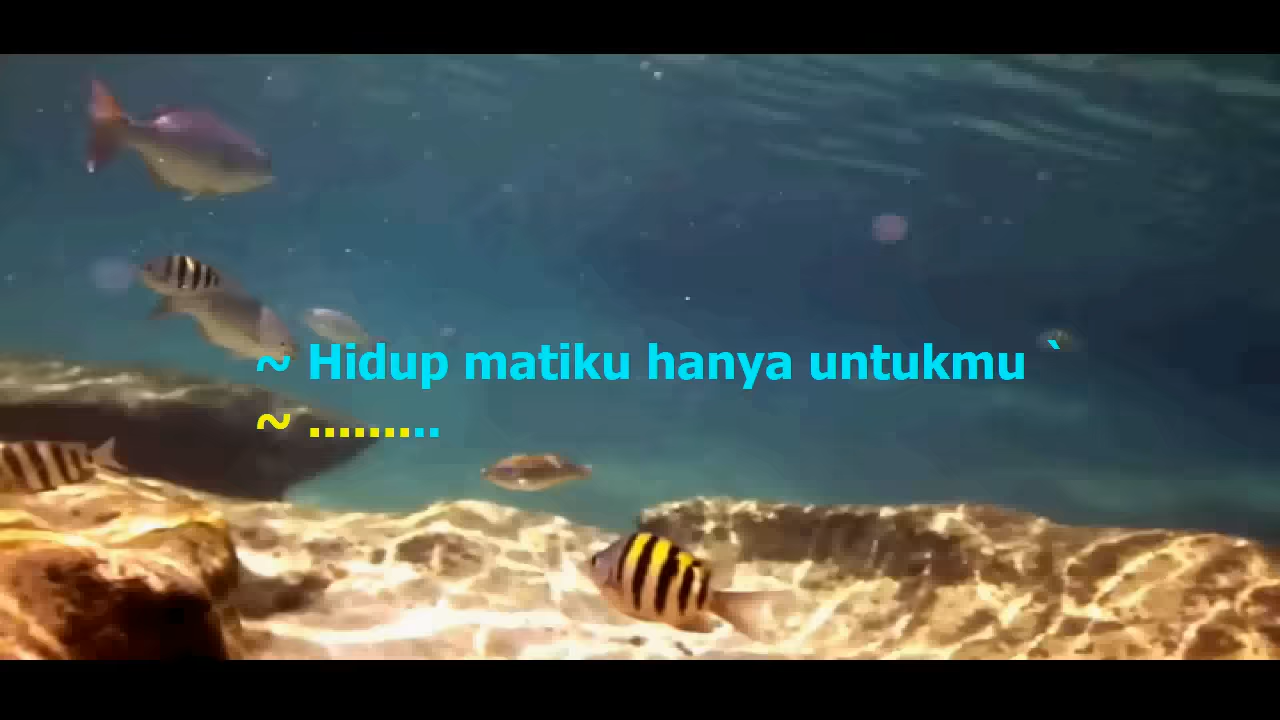 ~ Hidup matiku hanya untukmu `
~ ...........